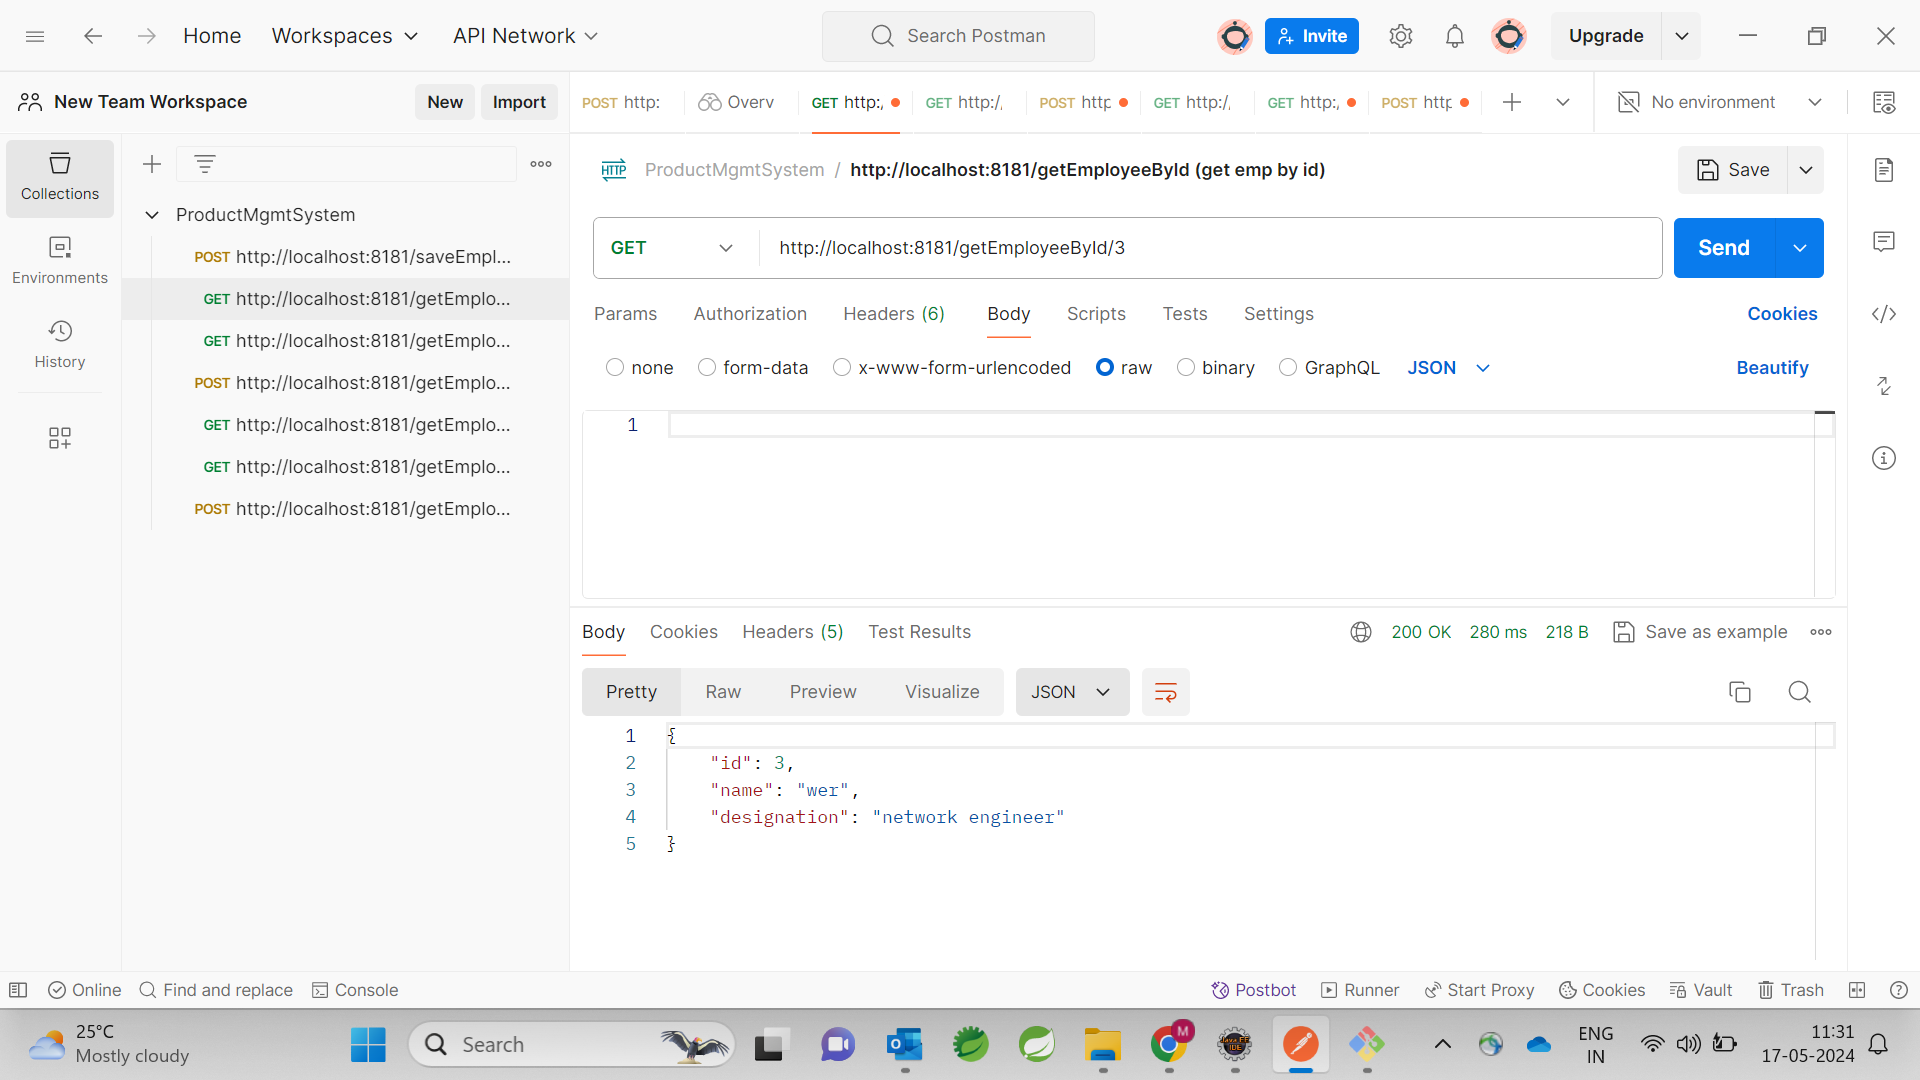 Home
Workspaces
API Network
Search Postman
Invite
Upgrade
New Team Workspace
New
Import
POST http:
Overv
GET http:,
GET http:/,
POST http
GET http:/,
GET http:,
POST http
No environment
Collections
Environments
History
ProductMgmtSystem
POST http://localhost:8181/saveEmpl...
GET http://localhost:8181/getEmplo...
GET http://localhost:8181/getEmplo...
POST http://localhost:8181/getEmplo...
GET http://localhost:8181/getEmplo...
GET http://localhost:8181/getEmplo...
POST http://localhost:8181/getEmplo...
HTTP
ProductMgmtSystem / http://localhost:8181/getEmployeeById (get emp by id)
Save
GET
http://localhost:8181/getEmployeeById/3
Send
Params
Authorization
Headers (6)
Body
Scripts
Tests
Settings
Cookies
none
form-data
x-www-form-urlencoded
raw
binary
GraphQL
JSON
Beautify
1
Body
Cookies
Headers (5)
Test Results
200 OK
280 ms
218 B
Save as example
Pretty
Raw
Preview
Visualize
JSON
1 {
2 "id": 3,
3 "name": "wer",
4 "designation": "network engineer"
5 }
Online
Find and replace
Console
Postbot
Runner
Start Proxy
Cookies
Vault
Trash
25°C
Mostly cloudy
Search
M
ENG
IN
11:31
17-05-2024